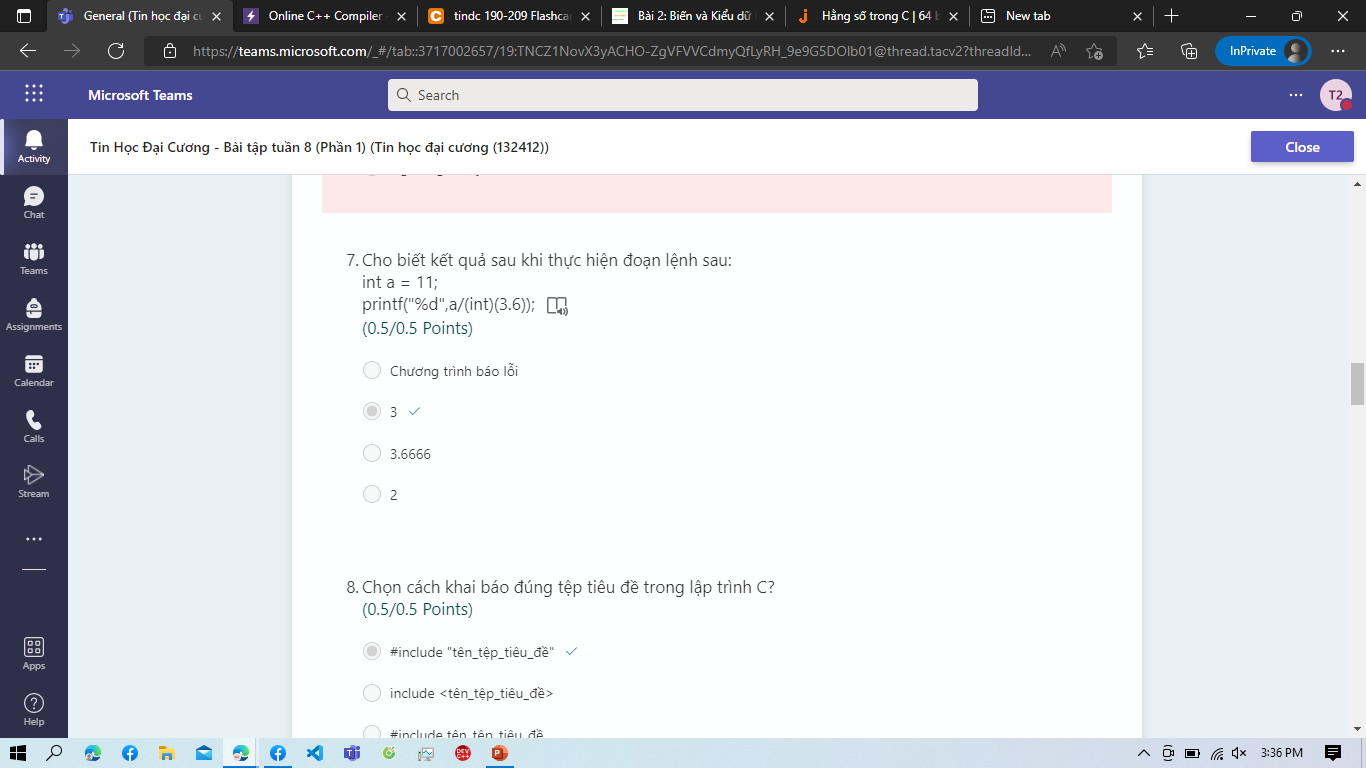 General (Tin học đại cư
Online C++ Compiler
tindc 190-209 Flashcar
Bài 2: Biến và Kiểu dữ
Hằng số trong C | 64 b
New tab
https://teams.microsoft.com/_#/tab::3717002657/19:TNCZ1NovX3yACHO-ZgVFVVCdmyQfLyRH_9e9G5DOIb01@thread.tacv2?threadId...
InPrivate
Microsoft Teams
Search
T2
Activity
Chat
Teams
Assignments
Calendar
Calls
Stream
Apps
Help
Tin Học Đại Cương - Bài tập tuần 8 (Phần 1) (Tin học đại cương (132412))
Close
7. Cho biết kết quả sau khi thực hiện đoạn lệnh sau:
int a = 11;
printf("%d",a/(int)(3.6));
(0.5/0.5 Points)
Chương trình báo lỗi
3
3.6666
2
8. Chọn cách khai báo đúng tệp tiêu đề trong lập trình C?
(0.5/0.5 Points)
#include "tên_tệp_tiêu_đề"
include <tên_tệp_tiêu_đề>
#include tên_tệp_tiêu_đề
DEV
C++
3:36 PM